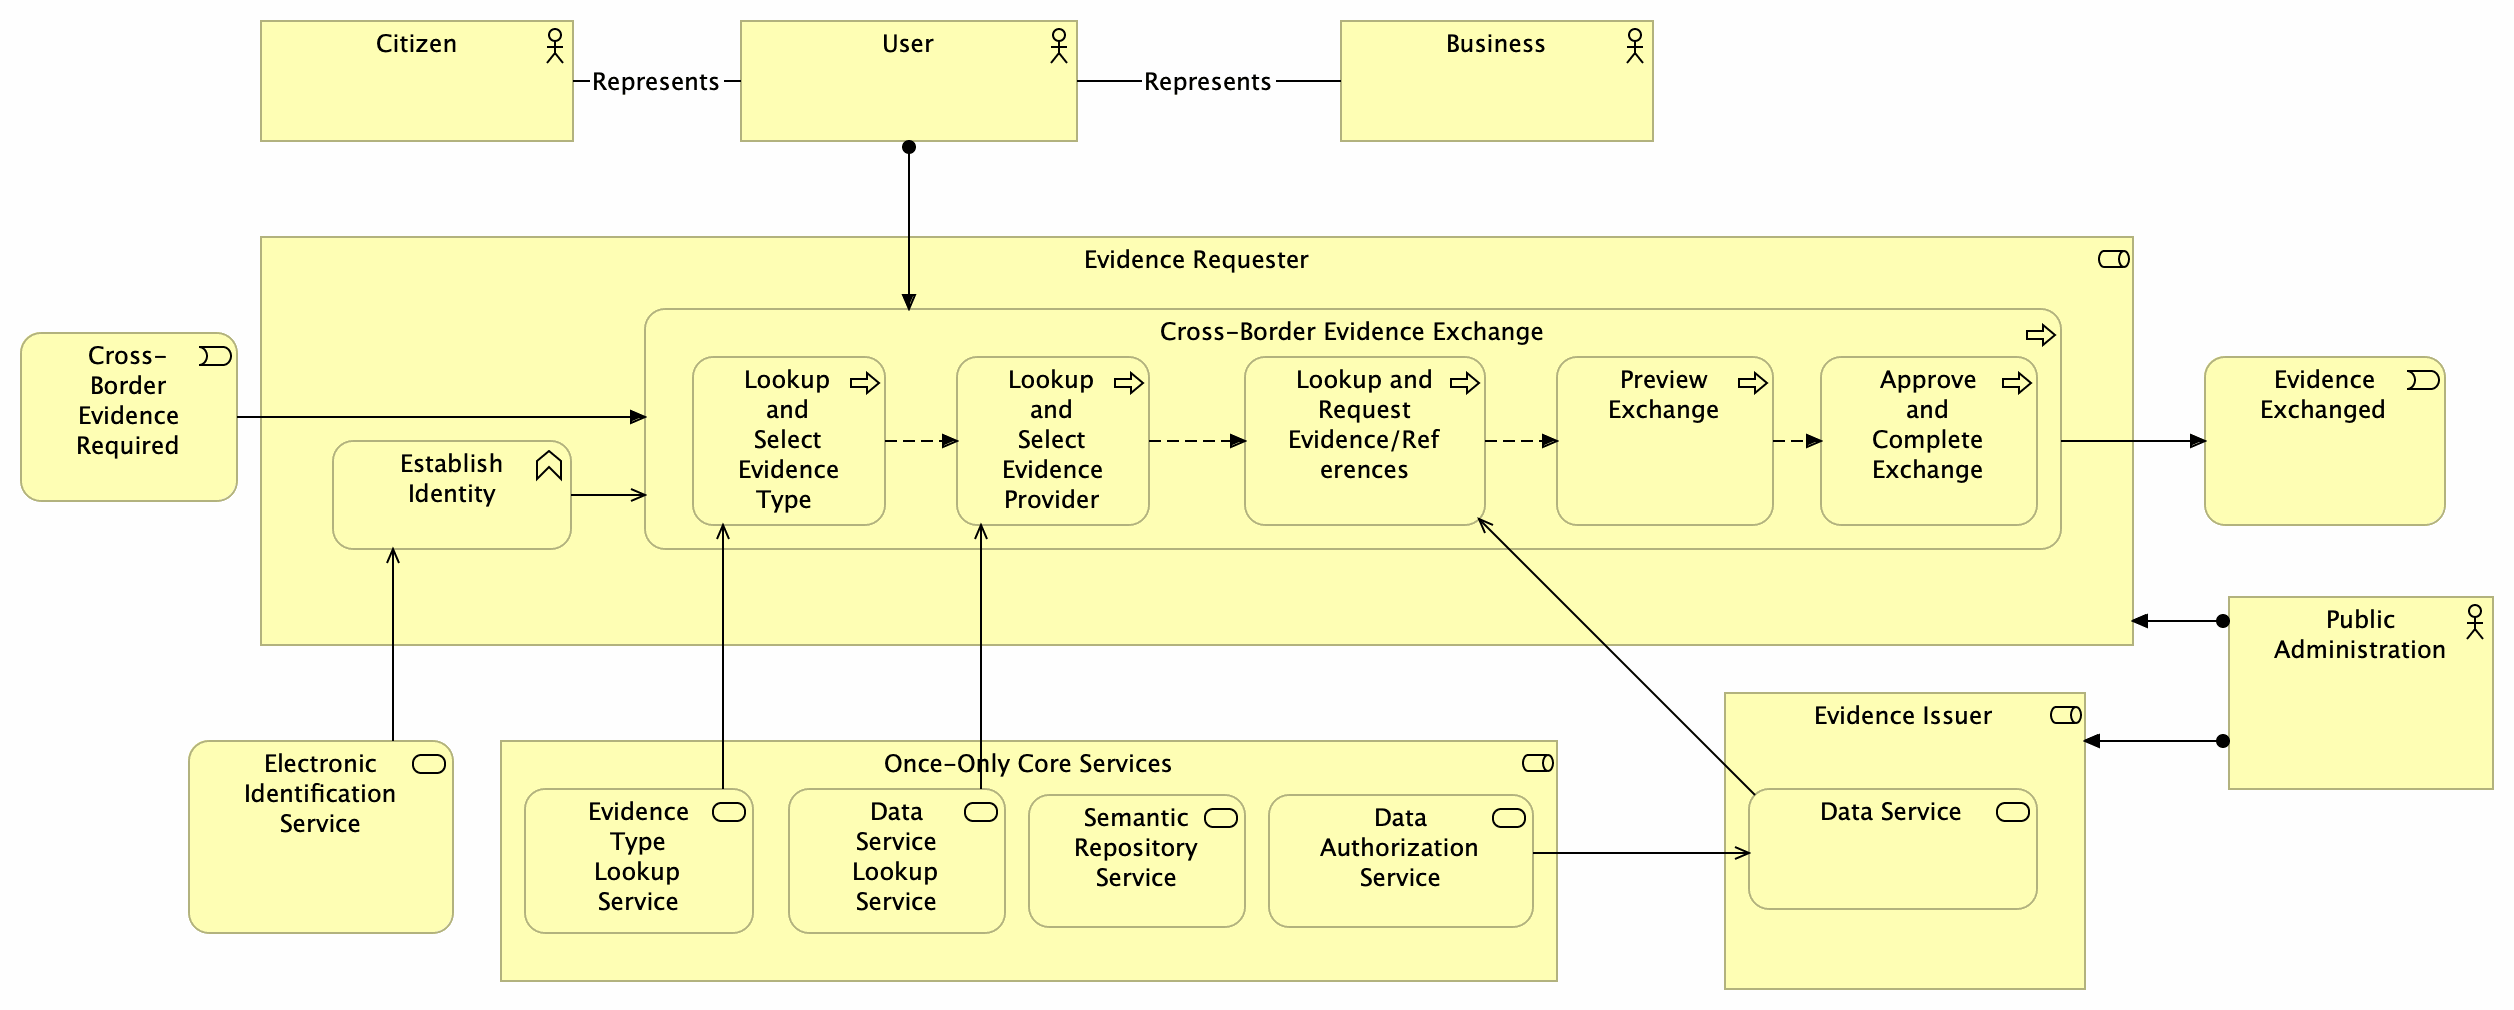 Citizen
User
Business
Represents
Represents
Evidence Requester
Cross-
Border
Evidence
Required
Cross-Border Evidence Exchange
Establish
Identity
Lookup
and
Select
Evidence
Type
Lookup
and
Select
Evidence
Provider
Lookup and
Request
Evidence/Ref
erences
Preview
Exchange
Approve
and
Complete
Exchange
Evidence
Exchanged
Public
Administration
Electronic
Identification
Service
Once-Only Core Services
Evidence
Type
Lookup
Service
Data
Service
Lookup
Service
Semantic
Repository
Service
Data
Authorization
Service
Evidence Issuer
Data Service